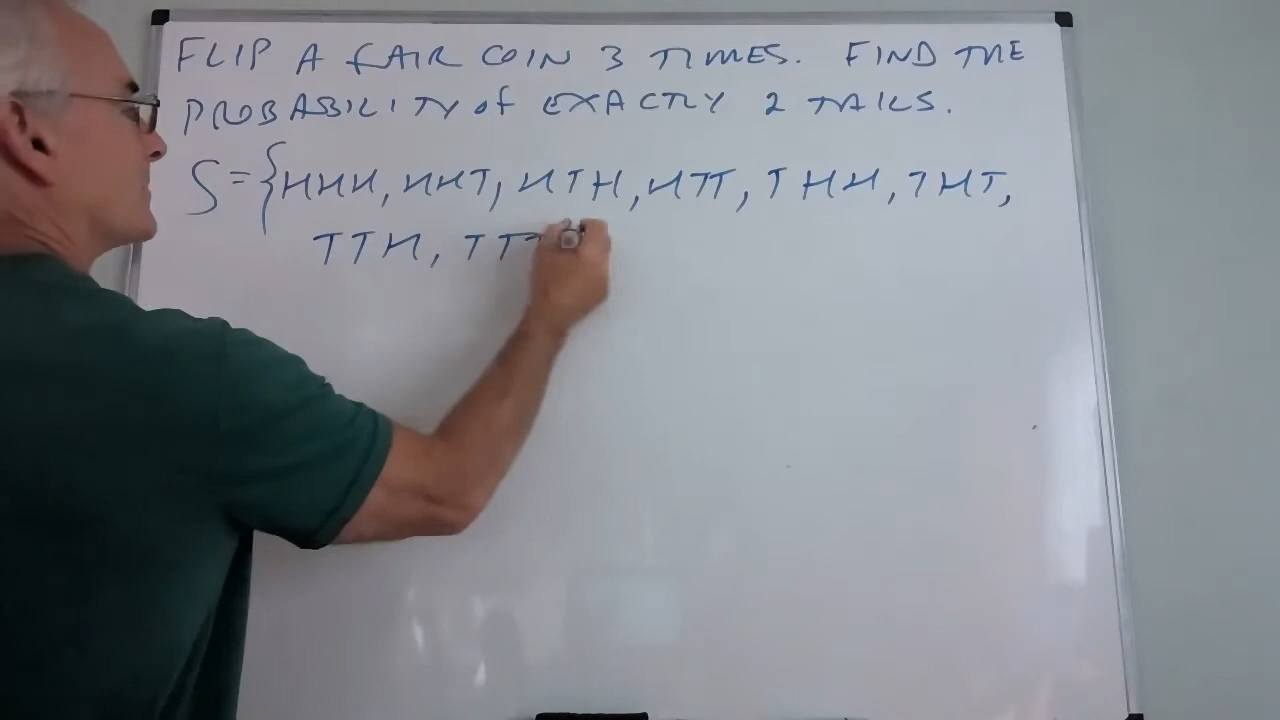 FLIP A FAIR COIN 3 TIMES. FIND THE
PROBABILITY of EXACTLY 2 TAILS.
S={HHH, HHT, HTH, HTT, THH, THT,
TTH, TTT